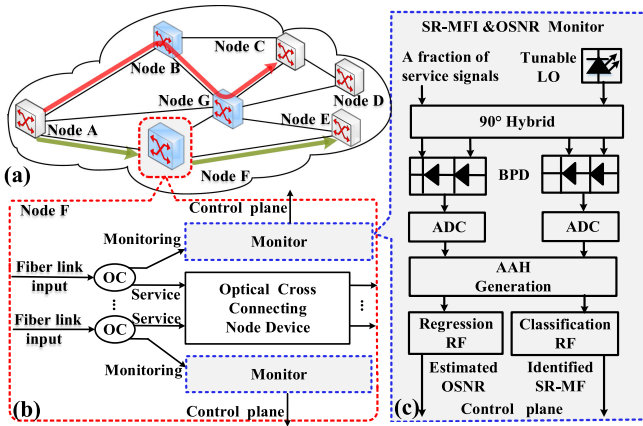 Node C
Node B
Node D
Node G
Node E
Node A
Node F
(a)
Node F
Control plane
Monitoring
Monitor
Fiber link
input
OC
Service
Optical Cross
Connecting
Node Device
Fiber link
input
OC
Service
Monitoring
Monitor
Control plane
(b)
SR-MFI &OSNR Monitor
A fraction of
service signals
Tunable
LO
90° Hybrid
BPD
ADC
ADC
AAH
Generation
Regression
RF
Classification
RF
Estimated
OSNR
Identified
SR-MF
(c)
Control plane